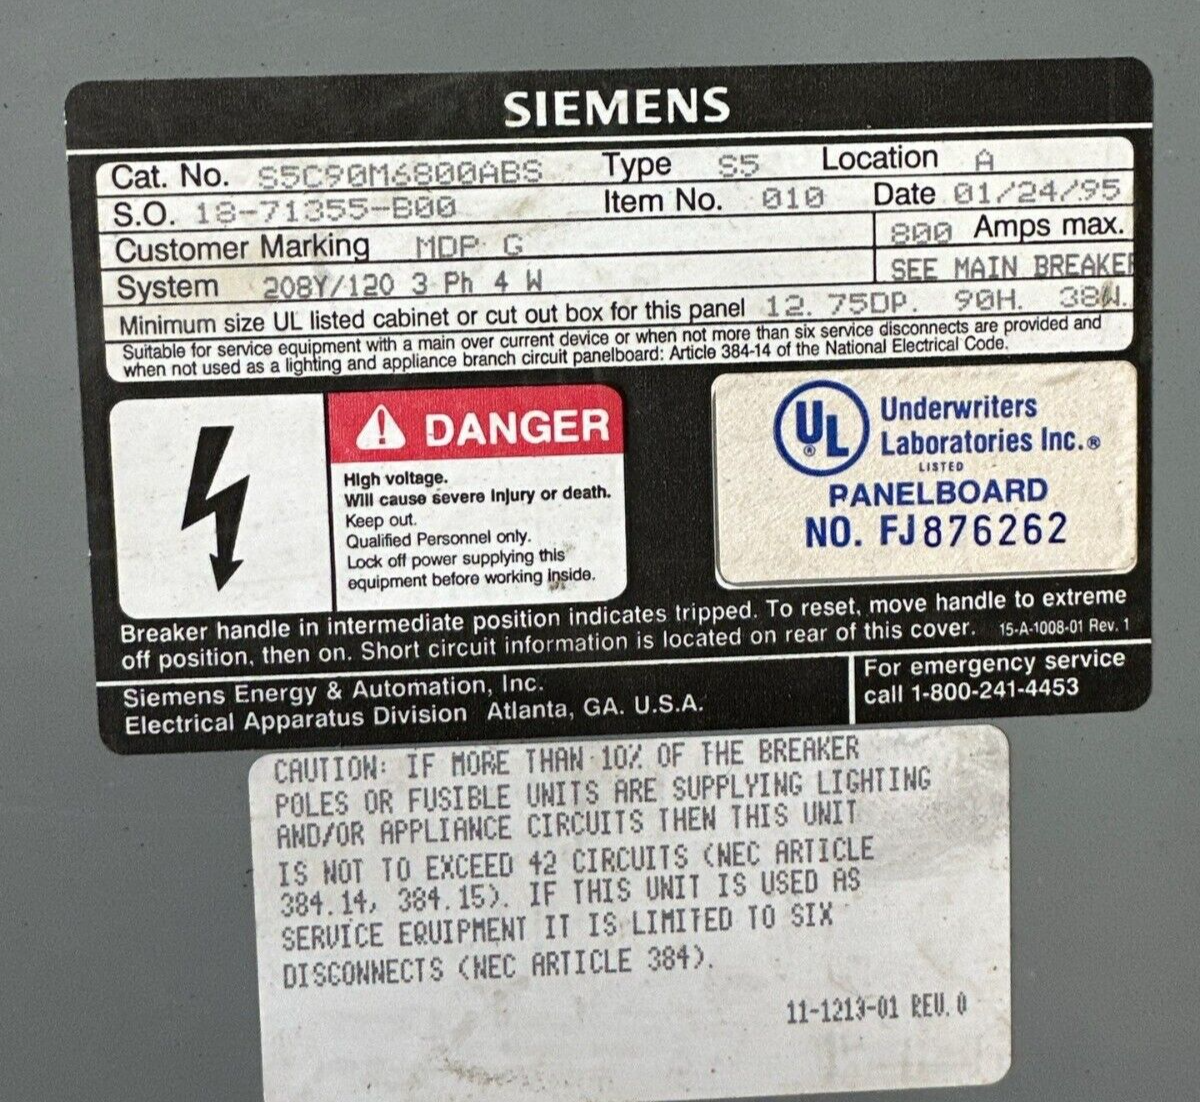 SIEMENS
Cat. No. S5C90M6800ABS Type S5 Location A
S.O. 18-71355-B00 Item No. 010 Date 01/24/95
Customer Marking MDP G 800 Amps max.
System 208Y/120 3 Ph 4 W SEE MAIN BREAKER
Minimum size UL listed cabinet or cut out box for this panel 12.75DP. 90H. 38W.
Suitable for service equipment with a main over current device or when not more than six service disconnects are provided and
when not used as a lighting and appliance branch circuit panelboard: Article 384-14 of the National Electrical Code.
DANGER
High voltage.
Will cause severe injury or death.
Keep out.
Qualified Personnel only.
Lock off power supplying this
equipment before working inside.
UL ®
Underwriters
Laboratories Inc.®
LISTED
PANELBOARD
NO. FJ876262
Breaker handle in intermediate position indicates tripped. To reset, move handle to extreme
off position, then on. Short circuit information is located on rear of this cover. 15-A-1008-01 Rev. 1
Siemens Energy & Automation, Inc.
Electrical Apparatus Division Atlanta, GA. U.S.A.
For emergency service
call 1-800-241-4453
CAUTION: IF MORE THAN 10% OF THE BREAKER
POLES OR FUSIBLE UNITS ARE SUPPLYING LIGHTING
AND/OR APPLIANCE CIRCUITS THEN THIS UNIT
IS NOT TO EXCEED 42 CIRCUITS (NEC ARTICLE
384.14, 384.15). IF THIS UNIT IS USED AS
SERVICE EQUIPMENT IT IS LIMITED TO SIX
DISCONNECTS (NEC ARTICLE 384).
11-1213-01 REV.0